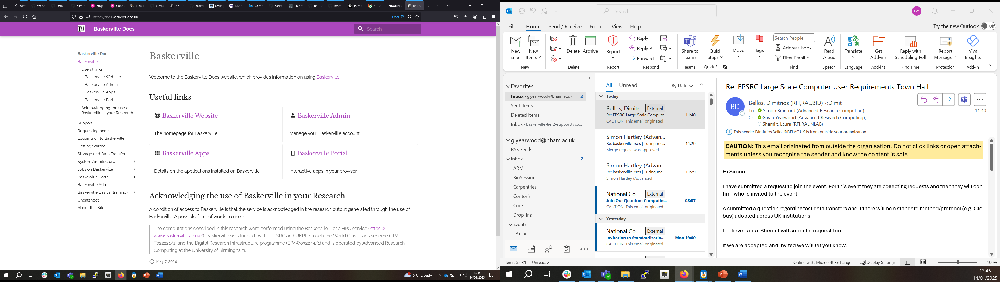 World
Issue
blist-
hugo.
Can't
How t
Vimus
flex -
baske
arc:rs
BEAR
Comp
baske
Prepr
RSE-M
Draft
Tales
RFI M
Introducti
Bas
https://docs.baskerville.ac.uk
User
Baskerville Docs
Search
Baskerville Docs
Baskerville
Useful links
Baskerville Website
Baskerville Admin
Baskerville Apps
Baskerville Portal
Acknowledging the use of
Baskerville in your Research
Support
Requesting access
Logging on to Baskerville
Getting Started
Storage and Data Transfer
System Architecture
Jobs on Baskerville
Baskerville Portal
Baskerville Admin
Baskerville Basics (training)
Cheatsheet
About this Site
Baskerville
Welcome to the Baskerville Docs website, which provides information on using Baskerville.
Useful links
Baskerville Website
The homepage for Baskerville
Baskerville Admin
Manage your Baskerville account
Baskerville Apps
Details on the applications installed on Baskerville
Baskerville Portal
Interactive apps in your browser
Acknowledging the use of Baskerville in your Research
A condition of access to Baskerville is that the service is acknowledged in the research output generated through the use of
Baskerville. A possible form of words to use is:
The computations described in this research were performed using the Baskerville Tier 2 HPC service (https://
www.baskerville.ac.uk/). Baskerville was funded by the EPSRC and UKRI through the World Class Labs scheme (EP/
T022221/1) and the Digital Research Infrastructure programme (EP/W032244/1) and is operated by Advanced Research
Computing at the University of Birmingham.
May 7, 2024
5°C Cloudy
13:46
14/01/2025
Search
GY
File Home Send / Receive Folder View Help
Try the new Outlook
Off
New
Email
New
Items
New
Delete
Archive
Delete
Report
Report
Reply
Reply All
Forward
Respond
Share to
Teams
Teams
Quick
Steps
Quick S...
Move
Tags
Search People
Address Book
Filter Email
Find
Read
Aloud
Speech
Translate
Language
Get
Add-ins
Add-ins
Reply with
Scheduling Poll
Find Time
Report
Message
Protection
Viva
Insights
Add-in
Favorites
Inbox - g.yearwood@bham.ac.uk 2
Sent Items
Deleted Items
Inbox - baskerville-tier2-support@co...
g.yearwood@bham.ac.uk
RSS Feeds
Inbox 2
ARM
BioSession
Carpentries
Contesis
Core
Drop_Ins
Events
Archer
All Unread
By Date
Today
Bellos, Dimitr... External
Re: EPSRC Large Scale Compute... 11:40
CAUTION: This email originated
Simon Hartley (Advan...
Re: baskerville-rses | Turing me... 11:29
Merge request was approved
Simon Hartley (Advan...
Re: baskerville-rses | Turing me... 11:29
Simon Hartley (Advanced
National Co... External
Join Our Quantum Computin... 08:07
CAUTION: This email originated
Yesterday
National Co... External
Invitation to Standardizatio... Mon 19:00
CAUTION: This email originated
Re: EPSRC Large Scale Computer User Requirements Town Hall
BD
Bellos, Dimitrios (RFI,RAL,BID) <Dimit
To Simon Branford (Advanced Research Computing)
11:40
Cc Gavin Yearwood (Advanced Research Computing);
Shemilt, Laura (RFI,RAL,NLAB)
This sender Dimitrios.Bellos@RFI.AC.UK is from outside your organization.
CAUTION: This email originated from outside the organisation. Do not click links or open attach-
ments unless you recognise the sender and know the content is safe.
Hi Simon,
I have submitted a request to join the event. For this event they are collecting requests and then they will con-
firm who is invited to the event.
A submitted a question regarding fast data transfers and if there will be a standard method/protocol (e.g. Glo-
bus) adopted across UK institutions.
I believe Laura Shemilt will submit a request too.
If we are accepted and invited we will let you know.
Items: 5,631 Unread: 2
Online with: Microsoft Exchange
Display Settings
100%
13:46
14/01/2025